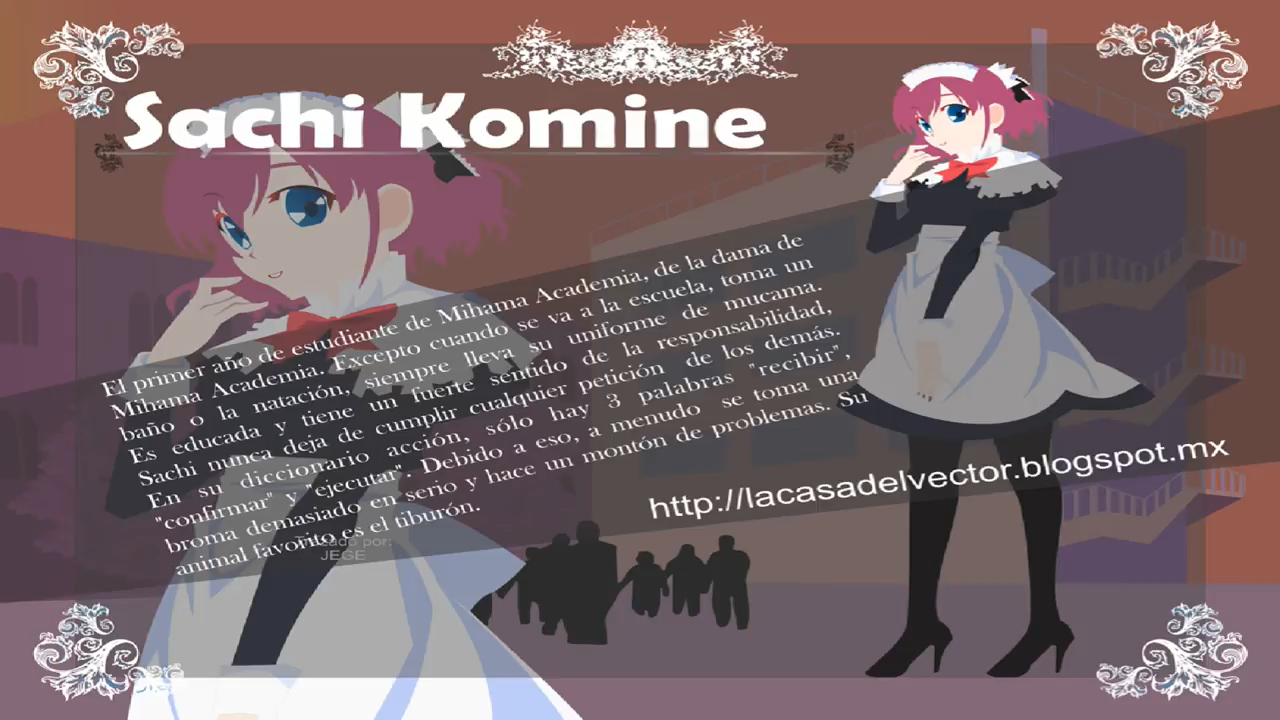 Sachi Komine
El primer año de estudiante de Mihama Academia, de la dama de
Mihama Academia. Excepto cuando se va a la escuela, toma un
baño o la natación, siempre lleva su uniforme de mucama.
Es educada y tiene un fuerte sentido de la responsabilidad,
Sachi nunca deja de cumplir cualquier petición de los demás.
En su diccionario acción, sólo hay 3 palabras "recibir",
"confirmar" y "ejecutar". Debido a eso, a menudo se toma una
broma demasiado en serio y hace un montón de problemas. Su
animal favorito es el tiburón.
http://lacasadelvector.blogspot.mx
por:
JEGE